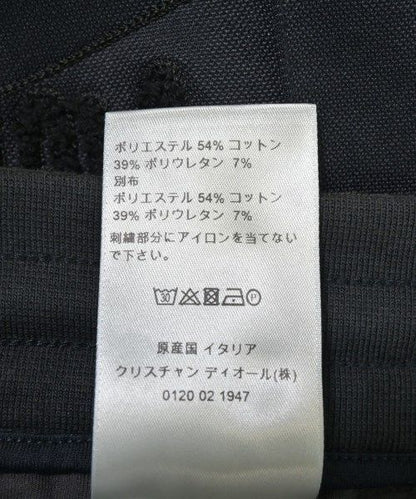 ポリエステル 54% コットン
39% ポリウレタン 7%
別布
ポリエステル 54% コットン
39% ポリウレタン 7%
刺繍部分にアイロンを当てない
で下さい。
30 P
原産国 イタリア
クリスチャン ディオール(株)
0120 02 1947